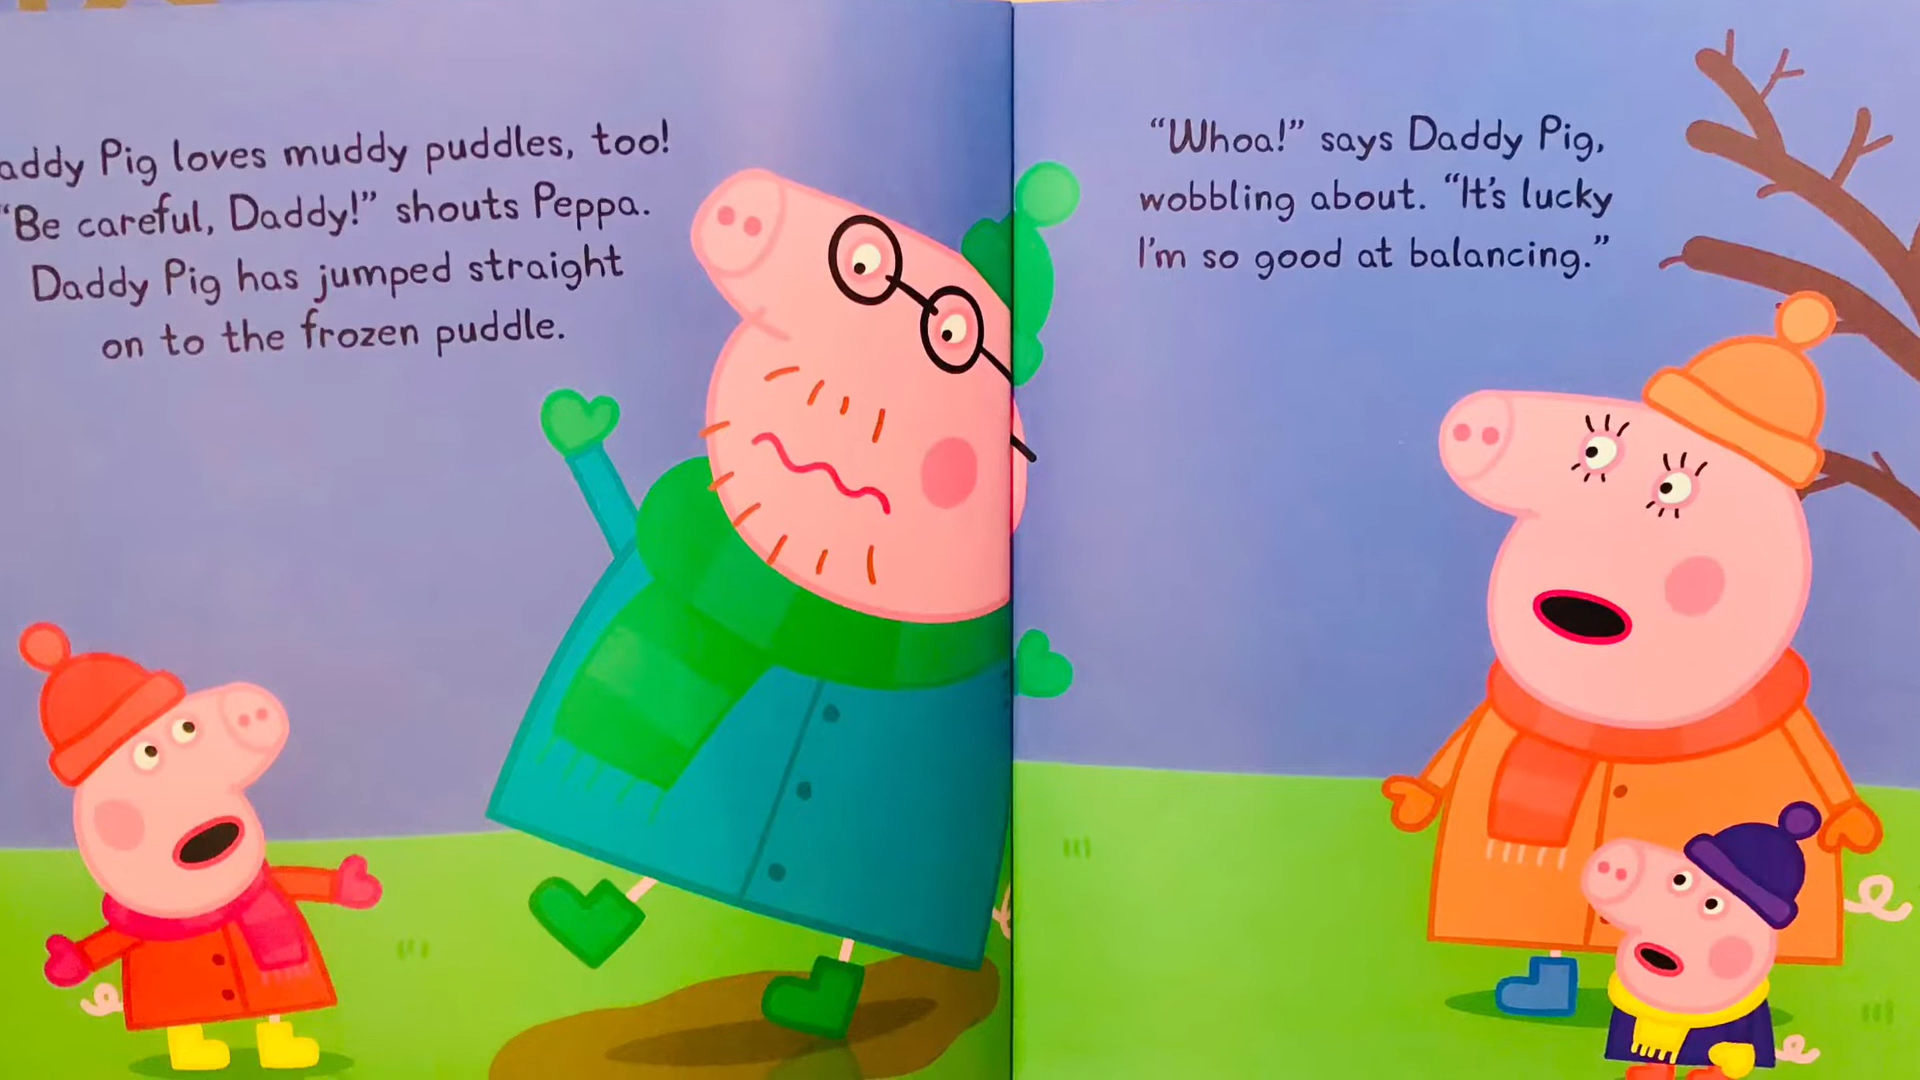 addy Pig loves muddy puddles, too!
“Be careful, Daddy!” shouts Peppa.
Daddy Pig has jumped straight
on to the frozen puddle.
“Whoa!” says Daddy Pig,
wobbling about. “It’s lucky
I’m so good at balancing.”